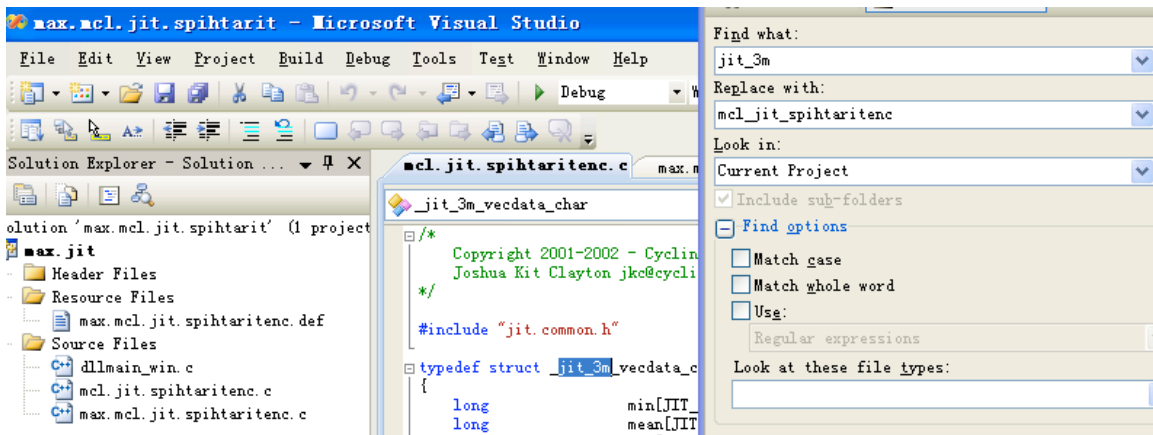 max.mcl.jit.spihtarit - Microsoft Visual Studio
File Edit View Project Build Debug Tools Test Window Help
Debug
Solution Explorer - Solution ...
mcl.jit.spihtaritenc.c
_jit_3m_vecdata_char
olution 'max.mcl.jit.spihtarit' (1 project
max.jit
Header Files
Resource Files
max.mcl.jit.spihtaritenc.def
Source Files
dllmain_win.c
mcl.jit.spihtaritenc.c
max.mcl.jit.spihtaritenc.c
/*
Copyright 2001-2002 - Cyclin
Joshua Kit Clayton jkc@cycli
*/
#include "jit.common.h"
typedef struct _jit_3m_vecdata_c
{
long min[JIT_
long mean[JIT
Find what:
jit_3m
Replace with:
mcl_jit_spihtaritenc
Look in:
Current Project
Include sub-folders
Find options
Match case
Match whole word
Use:
Regular expressions
Look at these file types: